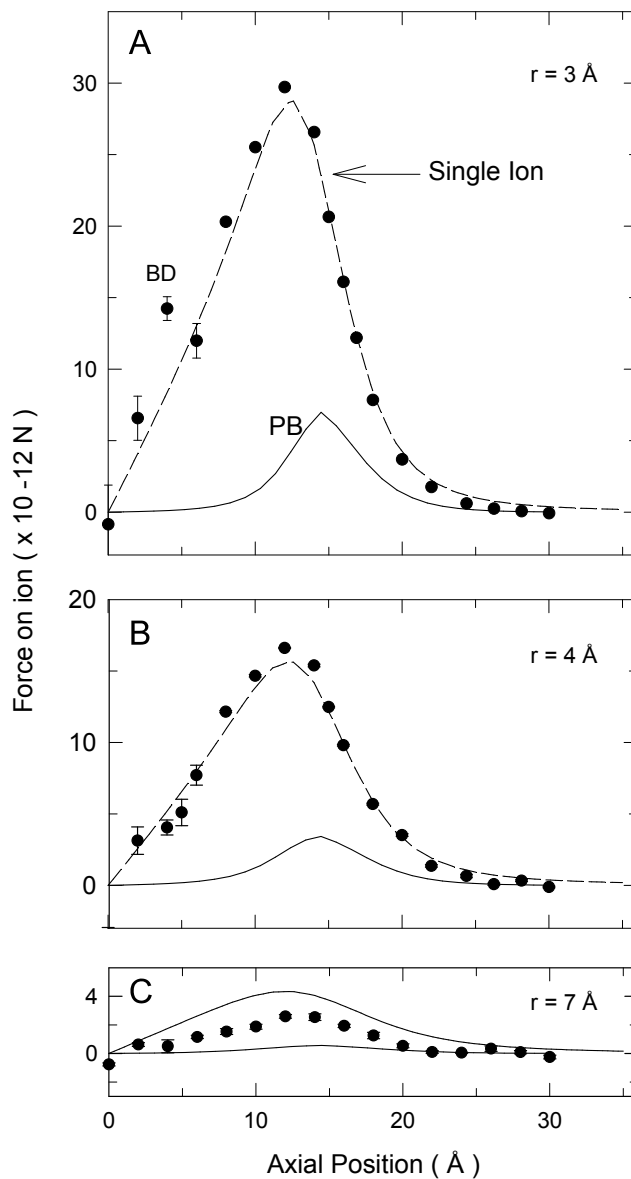 A
r = 3 Å
30
Single Ion
20
BD
10
PB
0
B
20
r = 4 Å
10
0
Force on ion ( x 10 -12 N )
C
r = 7 Å
4
0
0 10 20 30
Axial Position ( Å )